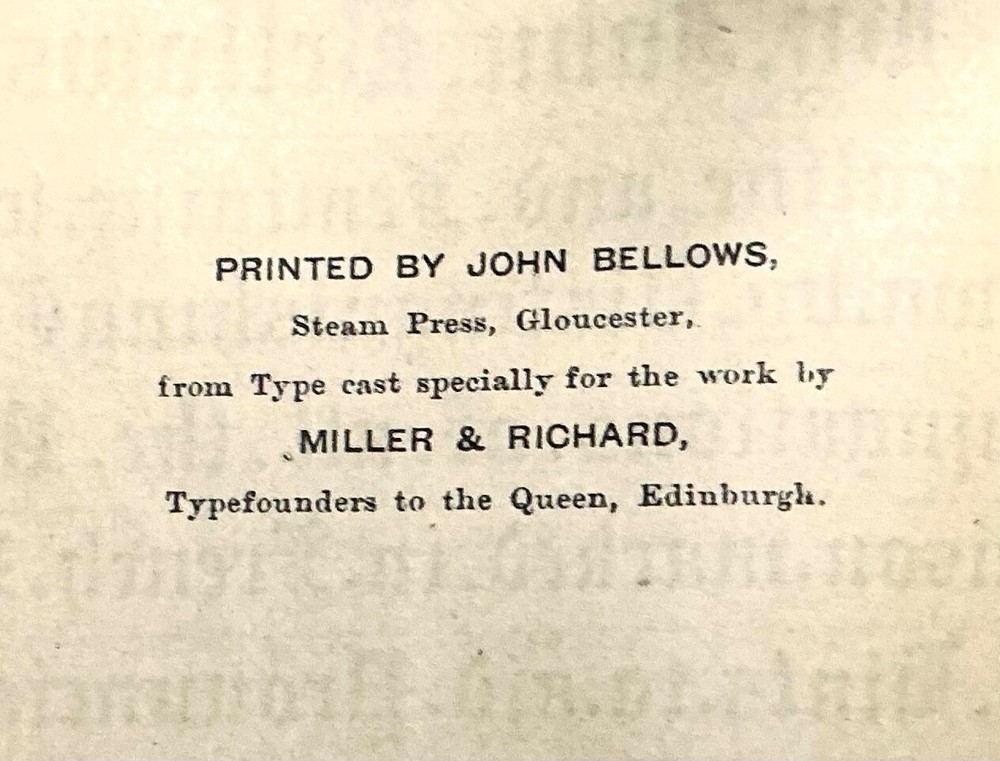 PRINTED BY JOHN BELLOWS,
Steam Press, Gloucester,
from Type cast specially for the work by
MILLER & RICHARD,
Typefounders to the Queen, Edinburgh.